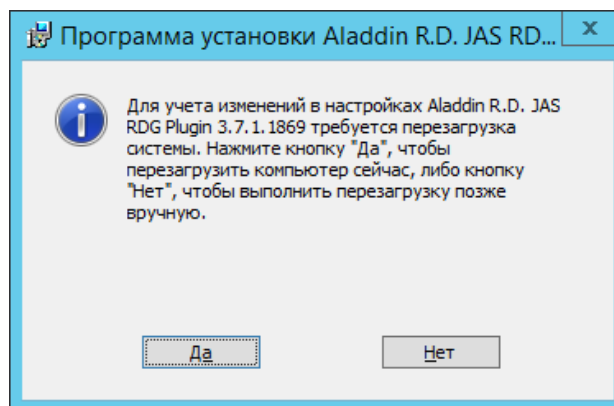 Программа установки Aladdin R.D. JAS RD...
Для учета изменений в настройках Aladdin R.D. JAS
RDG Plugin 3.7.1.1869 требуется перезагрузка
системы. Нажмите кнопку "Да", чтобы
перезагрузить компьютер сейчас, либо кнопку
"Нет", чтобы выполнить перезагрузку позже
вручную.
Да
Нет